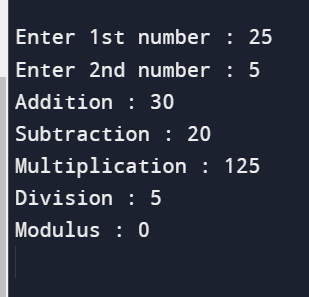 Enter 1st number : 25
Enter 2nd number : 5
Addition : 30
Subtraction : 20
Multiplication : 125
Division : 5
Modulus : 0